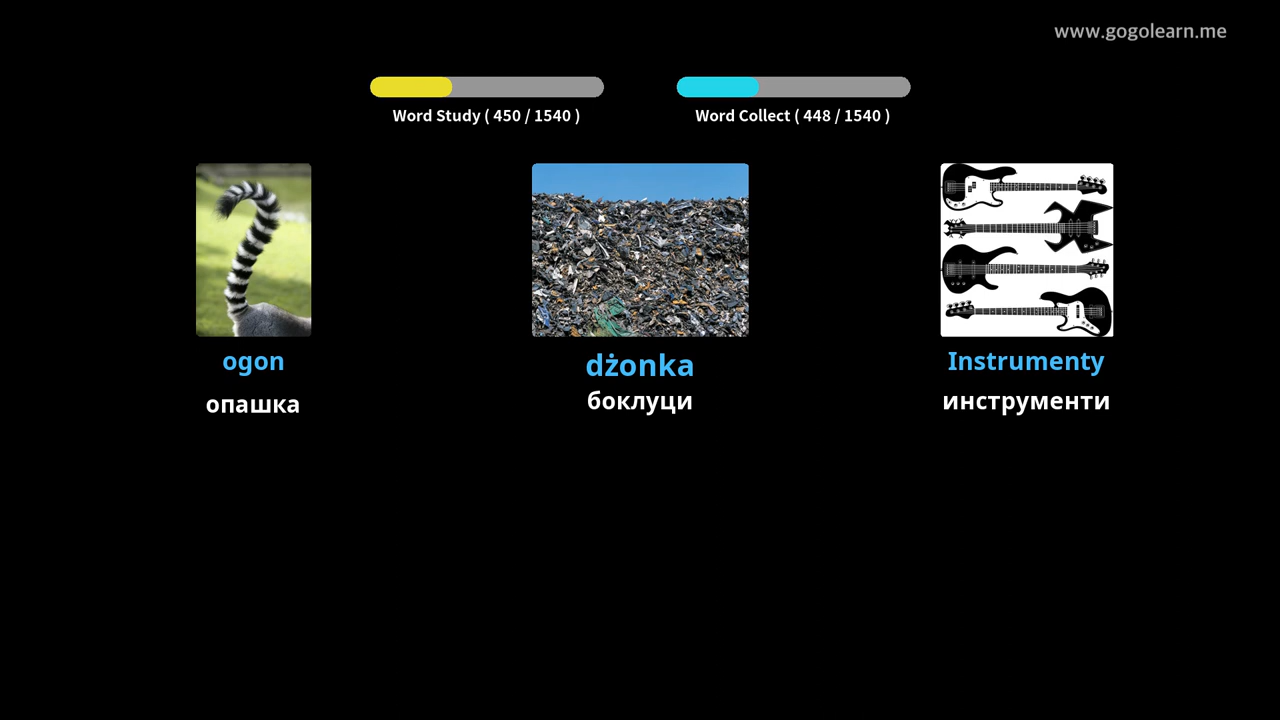 www.gogolearn.me
Word Study ( 450 / 1540 )
Word Collect ( 448 / 1540 )
ogon
dżonka
Instrumenty
опашка
боклуци
инструменти